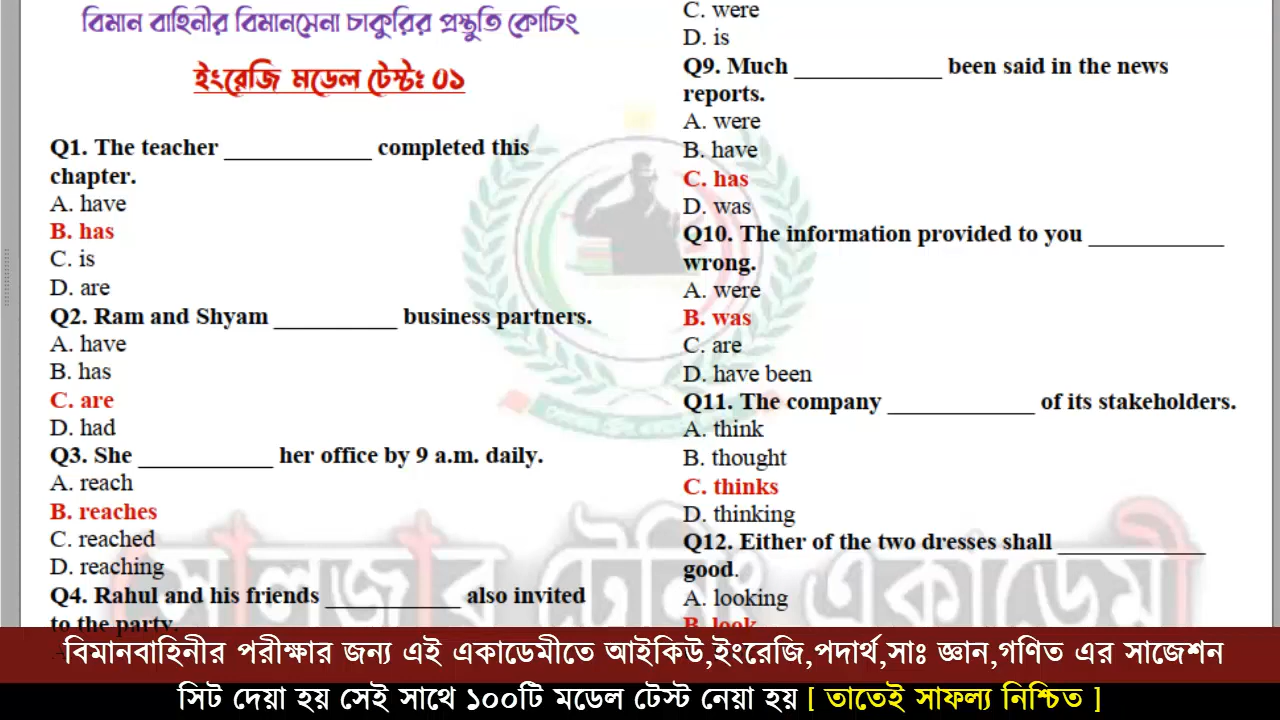 বিমান বাহিনীর বিমানসেনা চাকুরির প্রস্তুতি কোচিং
ইংরেজি মডেল টেস্টঃ ০১
Q1. The teacher ____________ completed this
chapter.
A. have
B. has
C. is
D. are
Q2. Ram and Shyam __________ business partners.
A. have
B. has
C. are
D. had
Q3. She ___________ her office by 9 a.m. daily.
A. reach
B. reaches
C. reached
D. reaching
Q4. Rahul and his friends ___________ also invited
to the party.
C. were
D. is
Q9. Much ____________ been said in the news
reports.
A. were
B. have
C. has
D. was
Q10. The information provided to you ___________
wrong.
A. were
B. was
C. are
D. have been
Q11. The company ____________ of its stakeholders.
A. think
B. thought
C. thinks
D. thinking
Q12. Either of the two dresses shall ____________
good.
A. looking
B. look
সোলজার টেনিং একাডেমী
বিমানবাহিনীর পরীক্ষার জন্য এই একাডেমীতে আইকিউ,ইংরেজি,পদার্থ,সাঃ জ্ঞান,গণিত এর সাজেশন
সিট দেয়া হয় সেই সাথে ১০০টি মডেল টেস্ট নেয়া হয় [ তাতেই সাফল্য নিশ্চিত ]